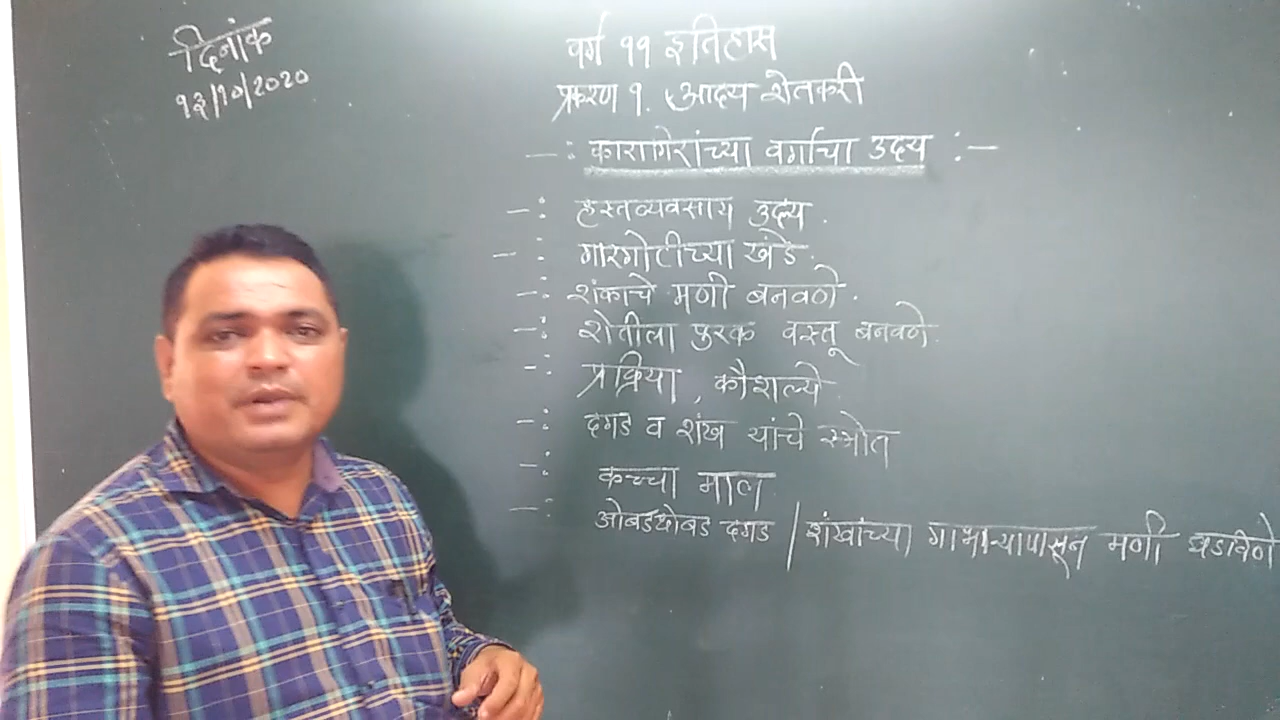 दिनांक
१३/१०/2020
वर्ग ११ इतिहास
प्रकरण १. आद्य शेतकरी
-: कारागिरांच्या वर्गाचा उदय :-
-: हस्तव्यवसाय उदय.
-: गारगोटीच्या खंडे.
-: शंकाचे मणी बनवणे.
-: शेतीला पुरक वस्तू बनवणे.
-: प्रक्रिया, कौशल्ये
-: दगड व शंख यांचे स्त्रोत
-: कच्चा माल
-: ओबडधोबड दगड / शंखांच्या गाभाऱ्यापासून मणी घडविणे